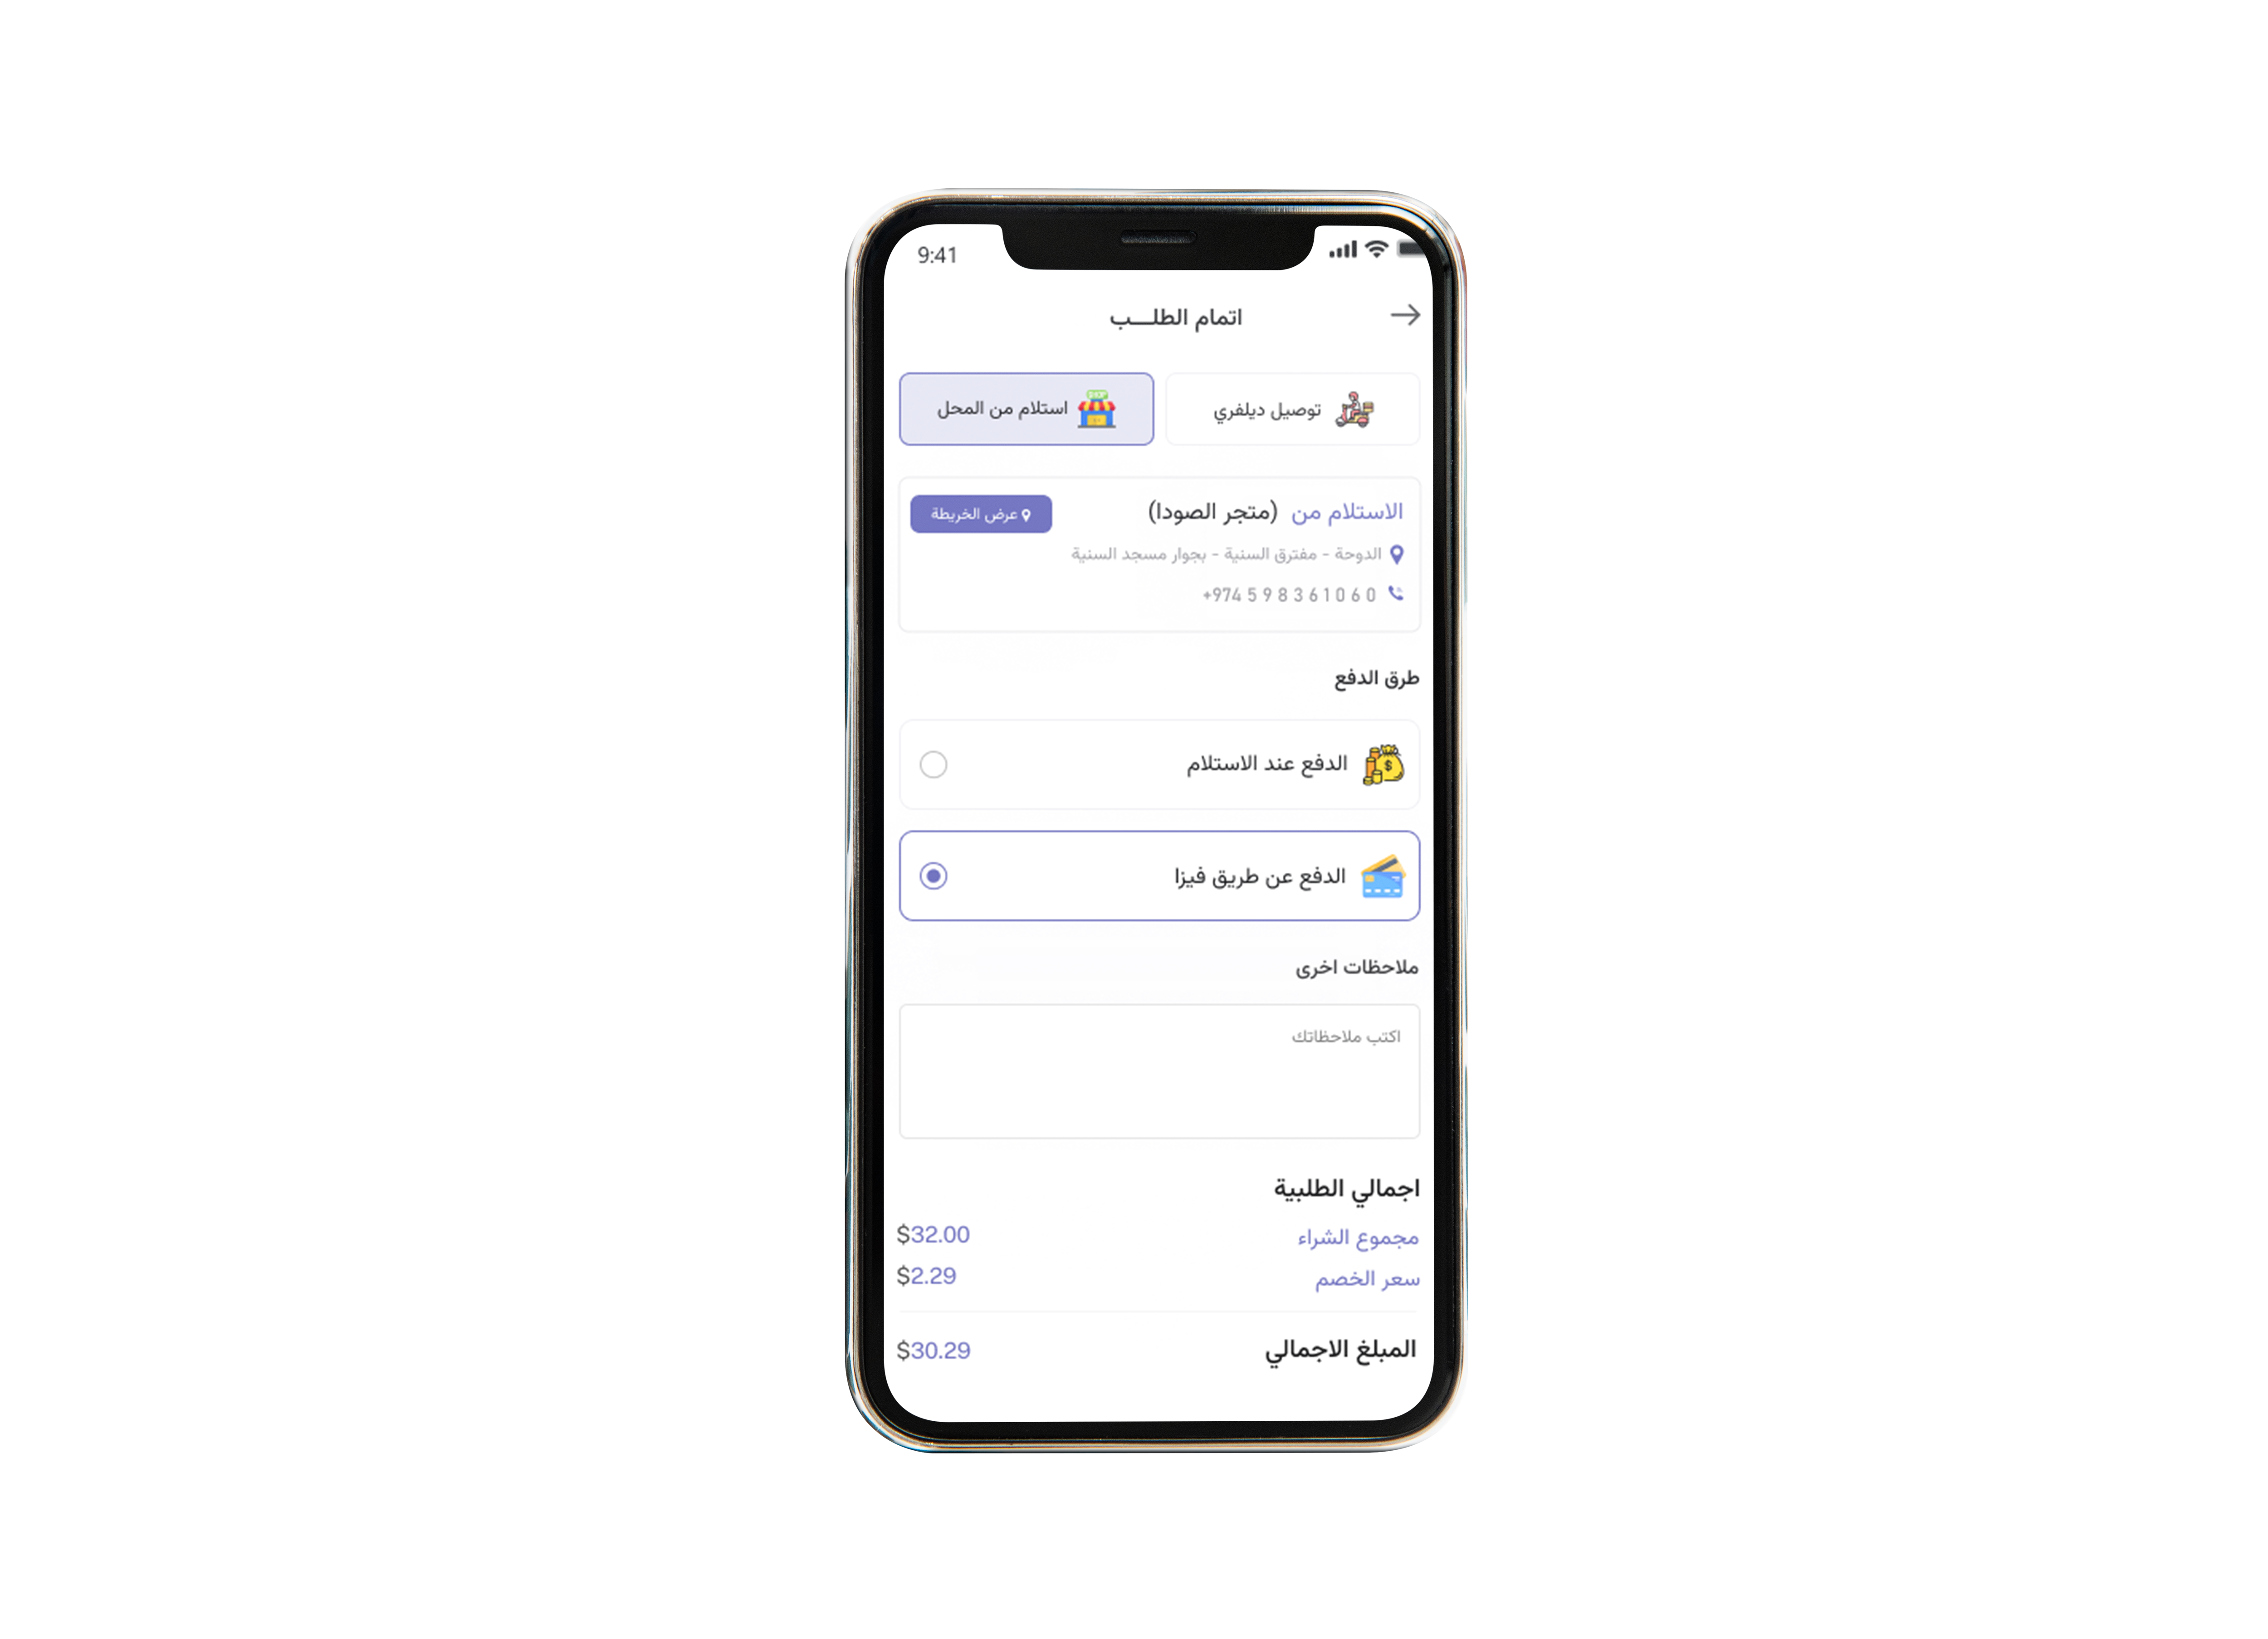 9:41
اتمام الطلـــب
توصيل ديلفري
استلام من المحل
الاستلام من (متجر الصودا)
عرض الخريطة
الدوحة - مفترق السنية - بجوار مسجد السنية
+974 5 9 8 3 6 1 0 6 0
طرق الدفع
الدفع عند الاستلام
الدفع عن طريق فيزا
ملاحظات اخرى
اكتب ملاحظاتك
اجمالي الطلبية
مجموع الشراء
$32.00
سعر الخصم
$2.29
المبلغ الاجمالي
$30.29